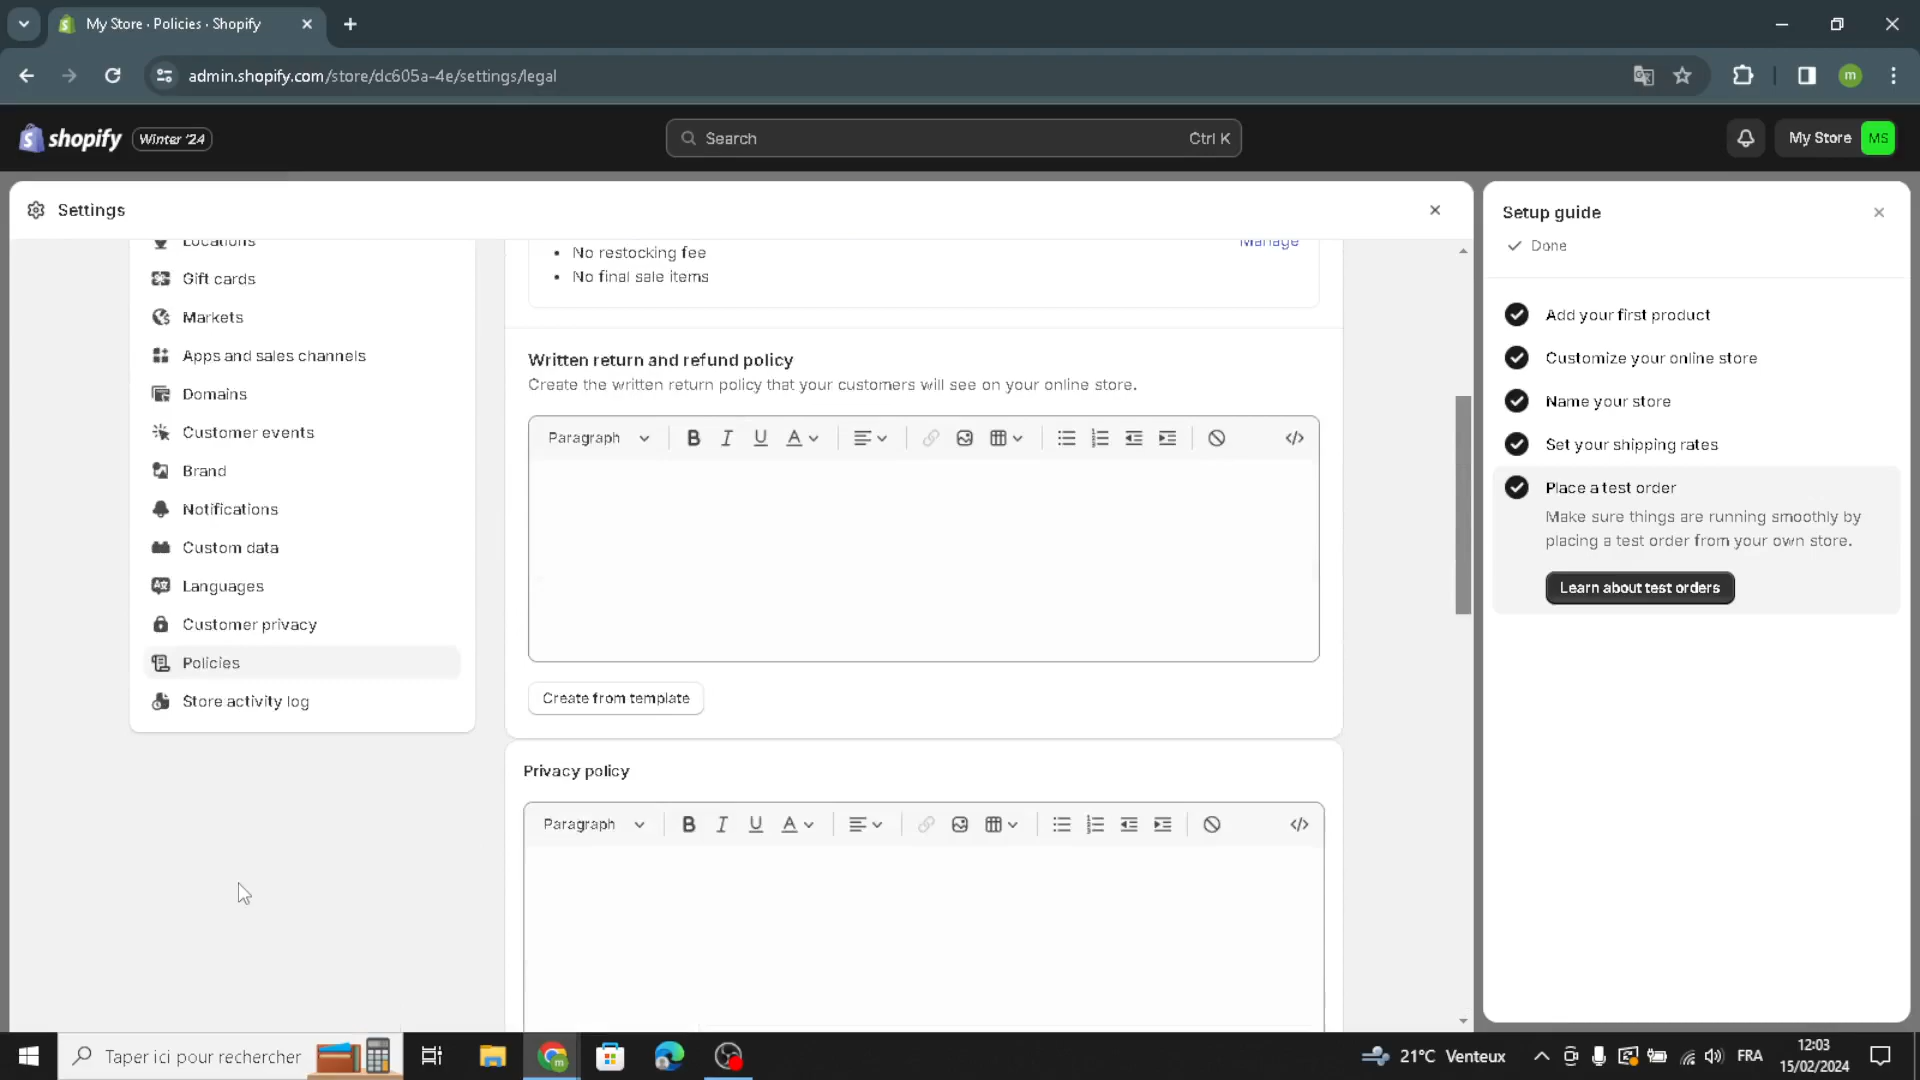 My Store · Policies · Shopify
admin.shopify.com/store/dc605a-4e/settings/legal
m
shopify
Winter '24
Search
Ctrl K
My Store
MS
Settings
Locations
Gift cards
Markets
Apps and sales channels
Domains
Customer events
Brand
Notifications
Custom data
Languages
Customer privacy
Policies
Store activity log
No restocking fee
No final sale items
Manage
Written return and refund policy
Create the written return policy that your customers will see on your online store.
Paragraph
Create from template
Privacy policy
Paragraph
Setup guide
Done
Add your first product
Customize your online store
Name your store
Set your shipping rates
Place a test order
Make sure things are running smoothly by
placing a test order from your own store.
Learn about test orders
Taper ici pour rechercher
21°C Venteux
FRA
12:03
15/02/2024